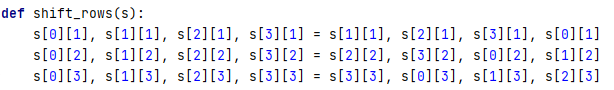 def shift_rows(s):
    s[0][1], s[1][1], s[2][1], s[3][1] = s[1][1], s[2][1], s[3][1], s[0][1]
    s[0][2], s[1][2], s[2][2], s[3][2] = s[2][2], s[3][2], s[0][2], s[1][2]
    s[0][3], s[1][3], s[2][3], s[3][3] = s[3][3], s[0][3], s[1][3], s[2][3]